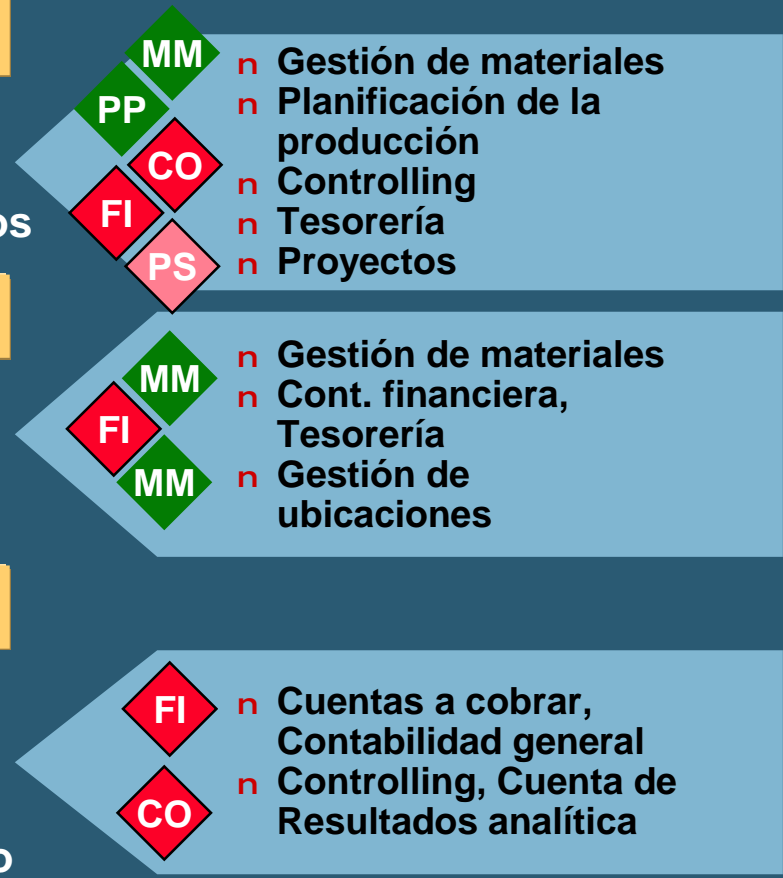 MM
PP
CO
FI
PS
n Gestión de materiales
n Planificación de la
producción
n Controlling
n Tesorería
n Proyectos
os
MM
FI
MM
n Gestión de materiales
n Cont. financiera,
Tesorería
n Gestión de
ubicaciones
FI
CO
n Cuentas a cobrar,
Contabilidad general
n Controlling, Cuenta de
Resultados analítica
o